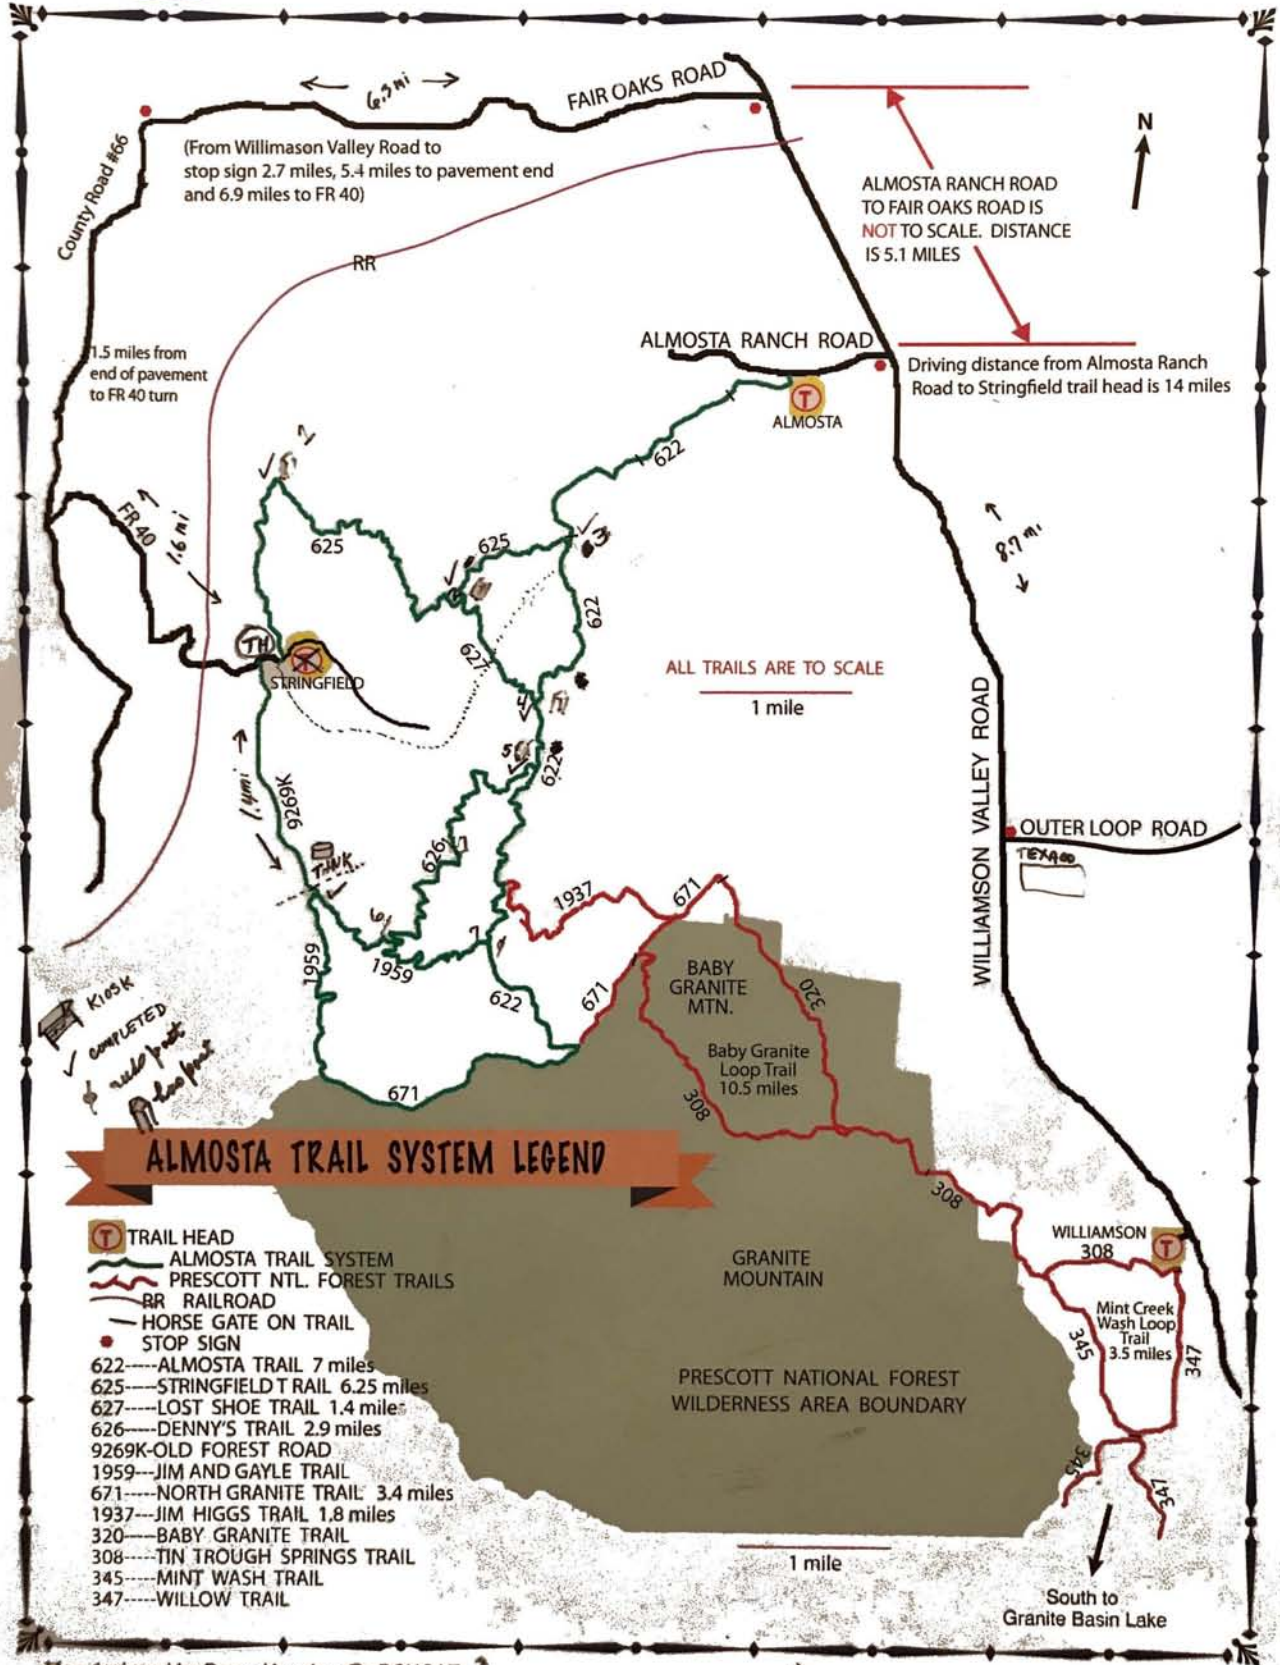 6.3 mi
FAIR OAKS ROAD
N
County Road #66
(From Willimason Valley Road to
stop sign 2.7 miles, 5.4 miles to pavement end
and 6.9 miles to FR 40)
ALMOSTA RANCH ROAD
TO FAIR OAKS ROAD IS
NOT TO SCALE. DISTANCE
IS 5.1 MILES
RR
ALMOSTA RANCH ROAD
1.5 miles from
end of pavement
to FR 40 turn
Driving distance from Almosta Ranch
Road to Stringfield trail head is 14 miles
T
ALMOSTA
622
2
FR 40
1.6 mi
625
625
3
8.7 mi
622
TH
T
STRINGFIELD
627
ALL TRAILS ARE TO SCALE
1 mile
4
5
622
1.4 mi
9269K
WILLIAMSON VALLEY ROAD
OUTER LOOP ROAD
TEXACO
TANK
626
1937
671
6
7
1959
1959
622
671
BABY
GRANITE
MTN.
320
KIOSK
COMPLETED
Baby Granite
Loop Trail
10.5 miles
671
308
ALMOSTA TRAIL SYSTEM LEGEND
308
T TRAIL HEAD
ALMOSTA TRAIL SYSTEM
PRESCOTT NTL. FOREST TRAILS
RR RAILROAD
HORSE GATE ON TRAIL
STOP SIGN
622-----ALMOSTA TRAIL 7 miles
625-----STRINGFIELD T RAIL 6.25 miles
627-----LOST SHOE TRAIL 1.4 miles
626-----DENNY'S TRAIL 2.9 miles
9269K-OLD FOREST ROAD
1959---JIM AND GAYLE TRAIL
671-----NORTH GRANITE TRAIL 3.4 miles
1937---JIM HIGGS TRAIL 1.8 miles
320-----BABY GRANITE TRAIL
308-----TIN TROUGH SPRINGS TRAIL
345-----MINT WASH TRAIL
347-----WILLOW TRAIL
GRANITE
MOUNTAIN
WILLIAMSON
T
308
Mint Creek
Wash Loop
Trail
3.5 miles
345
347
PRESCOTT NATIONAL FOREST
WILDERNESS AREA BOUNDARY
345
347
1 mile
South to
Granite Basin Lake